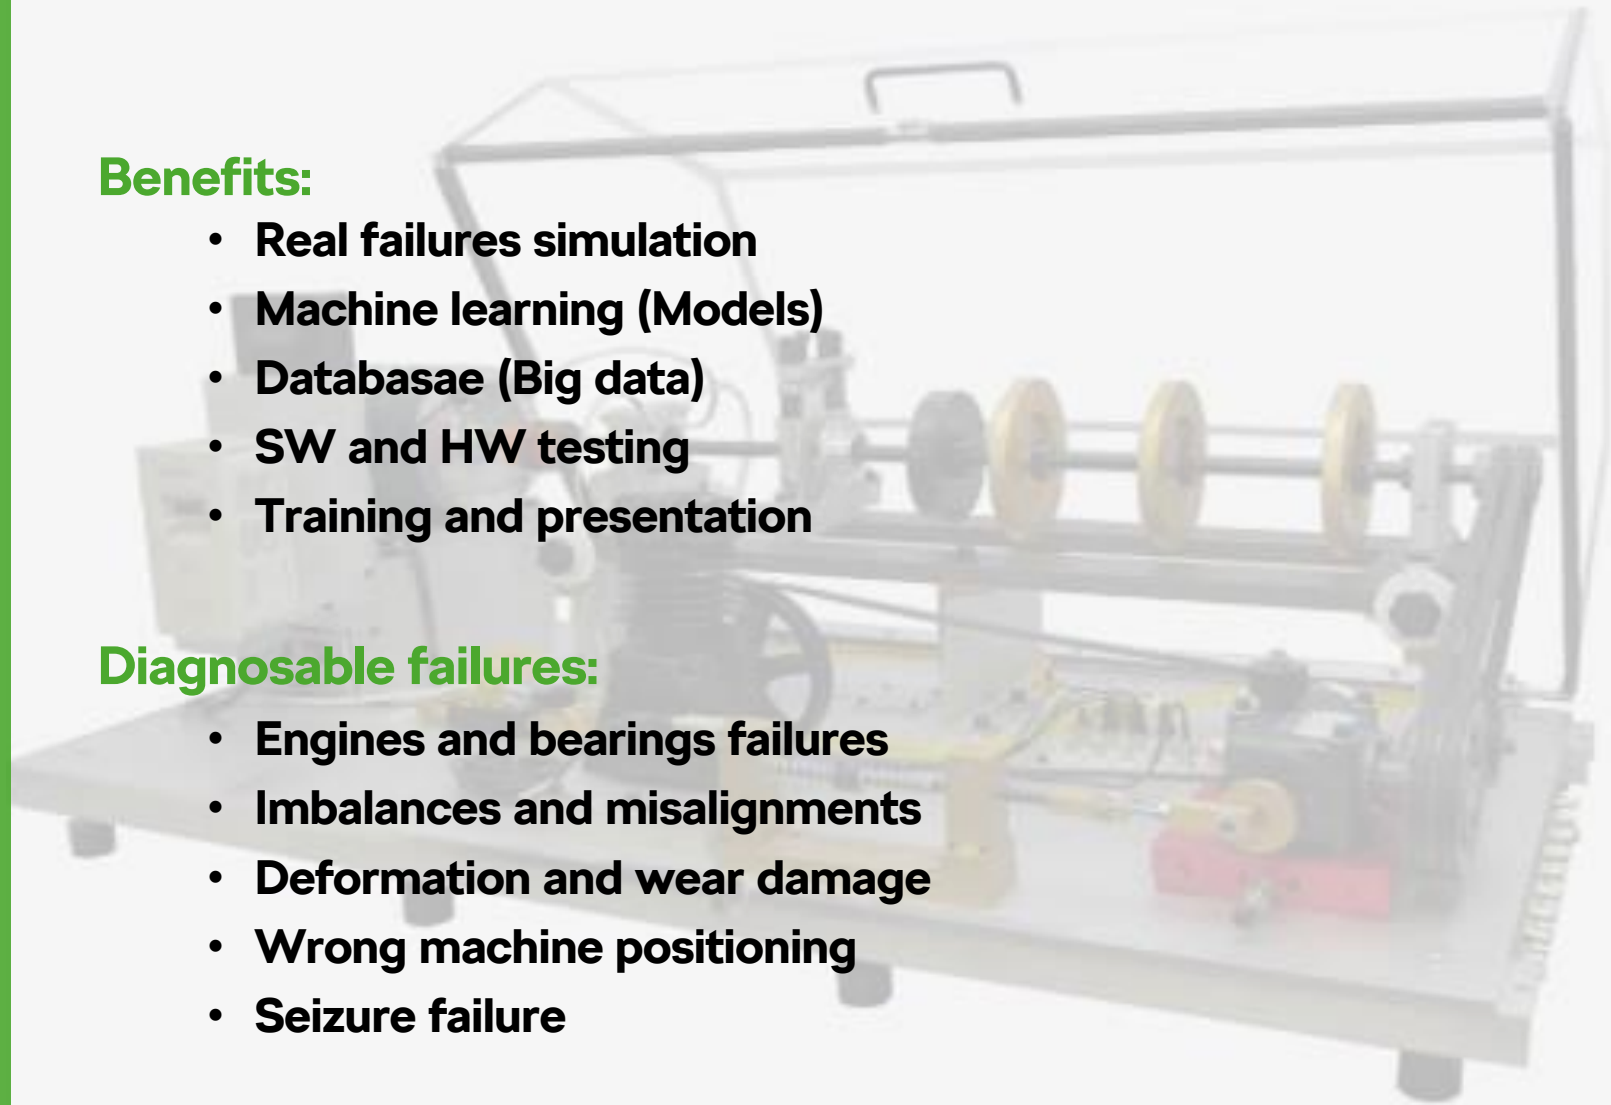 Benefits:
• Real failures simulation
• Machine learning (Models)
• Databasae (Big data)
• SW and HW testing
• Training and presentation
Diagnosable failures:
• Engines and bearings failures
• Imbalances and misalignments
• Deformation and wear damage
• Wrong machine positioning
• Seizure failure